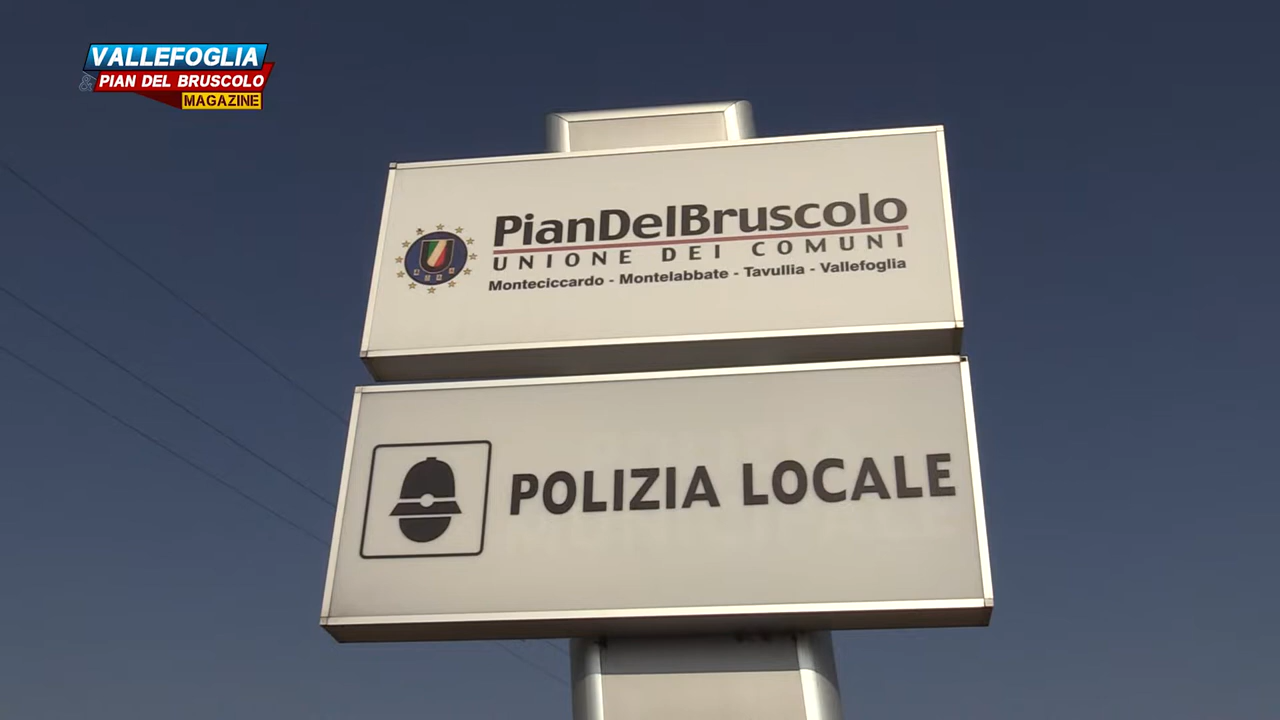 VALLEFOGLIA
& PIAN DEL BRUSCOLO
MAGAZINE
PianDelBruscolo
UNIONE DEI COMUNI
Monteciccardo - Montelabbate - Tavullia - Vallefoglia
POLIZIA LOCALE